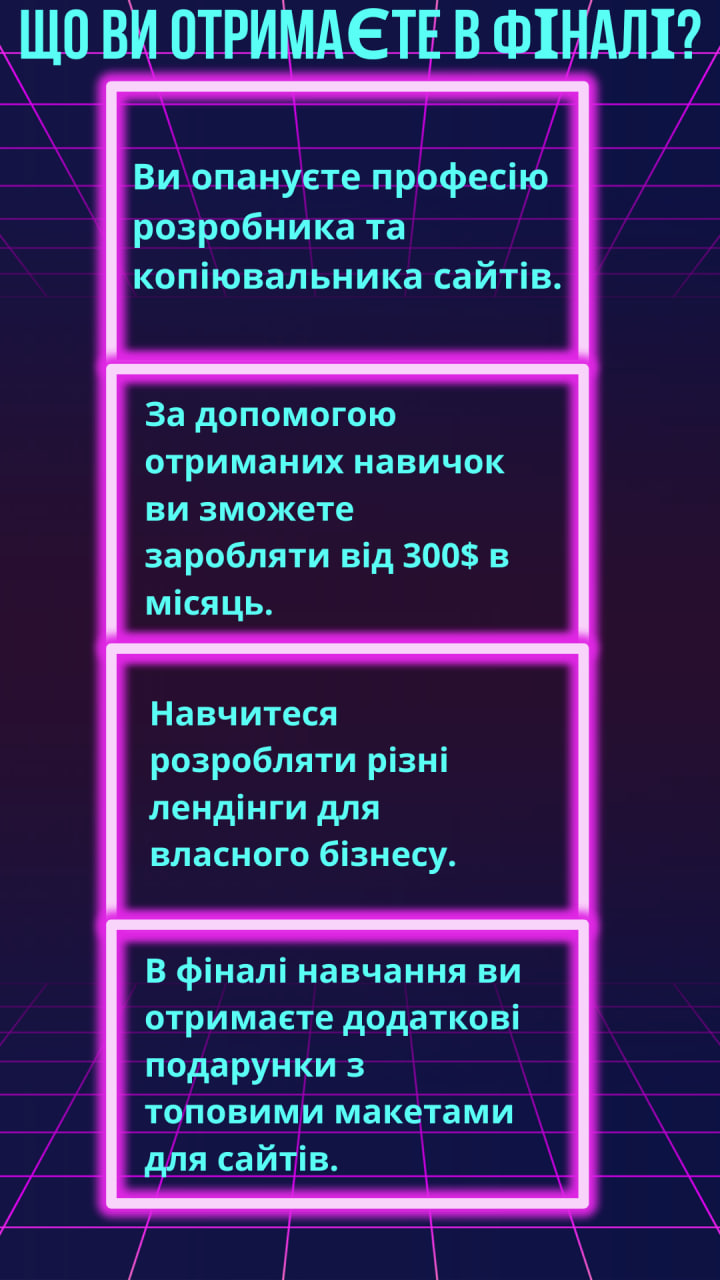 ЩО ВИ ОТРИМАЄТЕ В ФІНАЛІ?
Ви опануєте професію
розробника та
копіювальника сайтів.
За допомогою
отриманих навичок
ви зможете
заробляти від 300$ в
місяць.
Навчитеся
розробляти різні
лендінги для
власного бізнесу.
В фіналі навчання ви
отримаєте додаткові
подарунки з
топовими макетами
для сайтів.